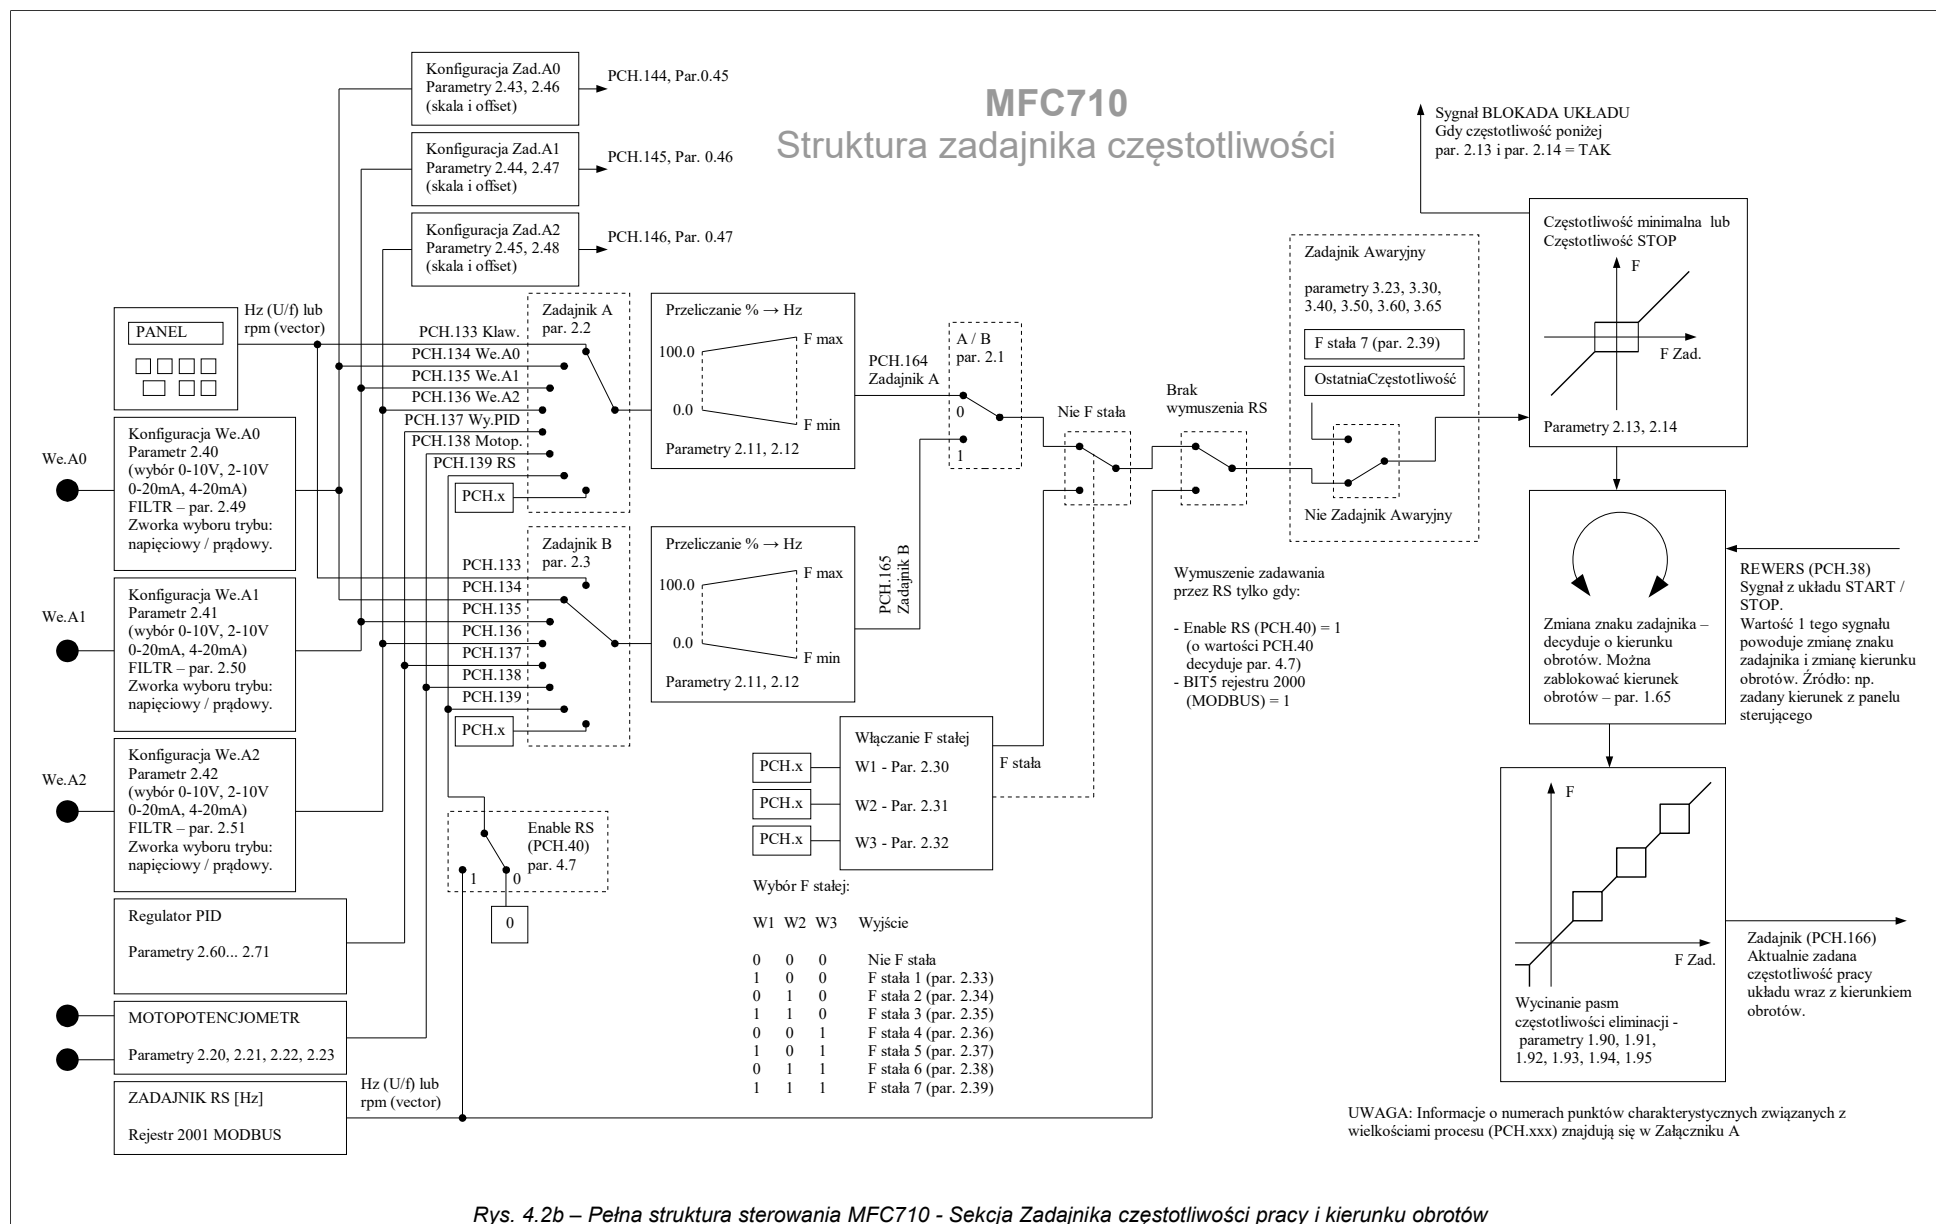 MFC710
Struktura zadajnika częstotliwości
Konfiguracja Zad.A0
Parametry 2.43, 2.46
(skala i offset)
PCH.144, Par.0.45
Konfiguracja Zad.A1
Parametry 2.44, 2.47
(skala i offset)
PCH.145, Par. 0.46
Konfiguracja Zad.A2
Parametry 2.45, 2.48
(skala i offset)
PCH.146, Par. 0.47
PANEL
Hz (U/f) lub
rpm (vector)
We.A0
Konfiguracja We.A0
Parametr 2.40
(wybór 0-10V, 2-10V
0-20mA, 4-20mA)
FILTR – par. 2.49
Zworka wyboru trybu:
napięciowy / prądowy.
We.A1
Konfiguracja We.A1
Parametr 2.41
(wybór 0-10V, 2-10V
0-20mA, 4-20mA)
FILTR – par. 2.50
Zworka wyboru trybu:
napięciowy / prądowy.
We.A2
Konfiguracja We.A2
Parametr 2.42
(wybór 0-10V, 2-10V
0-20mA, 4-20mA)
FILTR – par. 2.51
Zworka wyboru trybu:
napięciowy / prądowy.
Regulator PID
Parametry 2.60... 2.71
MOTOPOTENCJOMETR
Parametry 2.20, 2.21, 2.22, 2.23
ZADAJNIK RS [Hz]
Rejestr 2001 MODBUS
Hz (U/f) lub
rpm (vector)
Zadajnik A
par. 2.2
PCH.133 Klaw.
PCH.134 We.A0
PCH.135 We.A1
PCH.136 We.A2
PCH.137 Wy.PID
PCH.138 Motop.
PCH.139 RS
PCH.x
Zadajnik B
par. 2.3
PCH.133
PCH.134
PCH.135
PCH.136
PCH.137
PCH.138
PCH.139
PCH.x
Enable RS
(PCH.40)
par. 4.7
1
0
0
Przeliczanie % → Hz
100.0
F max
0.0
F min
Parametry 2.11, 2.12
Przeliczanie % → Hz
100.0
F max
0.0
F min
Parametry 2.11, 2.12
PCH.164
Zadajnik A
PCH.165
Zadajnik B
A / B
par. 2.1
0
1
Nie F stała
Brak
wymuszenia RS
Włączanie F stałej
PCH.x
W1 - Par. 2.30
PCH.x
W2 - Par. 2.31
PCH.x
W3 - Par. 2.32
F stała
Wybór F stałej:
W1 W2 W3 Wyjście
0 0 0 Nie F stała
1 0 0 F stała 1 (par. 2.33)
0 1 0 F stała 2 (par. 2.34)
1 1 0 F stała 3 (par. 2.35)
0 0 1 F stała 4 (par. 2.36)
1 0 1 F stała 5 (par. 2.37)
0 1 1 F stała 6 (par. 2.38)
1 1 1 F stała 7 (par. 2.39)
Wymuszenie zadawania
przez RS tylko gdy:
- Enable RS (PCH.40) = 1
(o wartości PCH.40
decyduje par. 4.7)
- BIT5 rejestru 2000
(MODBUS) = 1
Zadajnik Awaryjny
parametry 3.23, 3.30,
3.40, 3.50, 3.60, 3.65
F stała 7 (par. 2.39)
OstatniaCzęstotliwość
Nie Zadajnik Awaryjny
Sygnał BLOKADA UKŁADU
Gdy częstotliwość poniżej
par. 2.13 i par. 2.14 = TAK
Częstotliwość minimalna lub
Częstotliwość STOP
F
F Zad.
Parametry 2.13, 2.14
Zmiana znaku zadajnika –
decyduje o kierunku
obrotów. Można
zablokować kierunek
obrotów – par. 1.65
REWERS (PCH.38)
Sygnał z układu START /
STOP.
Wartość 1 tego sygnału
powoduje zmianę znaku
zadajnika i zmianę kierunku
obrotów. Źródło: np.
zadany kierunek z panelu
sterującego
F
F Zad.
Wycinanie pasm
częstotliwości eliminacji -
parametry 1.90, 1.91,
1.92, 1.93, 1.94, 1.95
Zadajnik (PCH.166)
Aktualnie zadana
częstotliwość pracy
układu wraz z kierunkiem
obrotów.
UWAGA: Informacje o numerach punktów charakterystycznych związanych z
wielkościami procesu (PCH.xxx) znajdują się w Załączniku A
Rys. 4.2b – Pełna struktura sterowania MFC710 - Sekcja Zadajnika częstotliwości pracy i kierunku obrotów